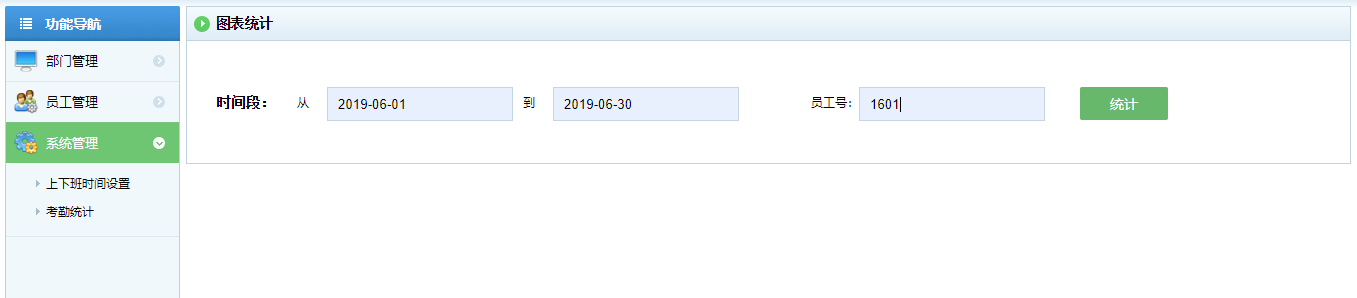 功能导航
部门管理
员工管理
系统管理
上下班时间设置
考勤统计
图表统计
时间段： 从 2019-06-01 到 2019-06-30 员工号： 1601 统计